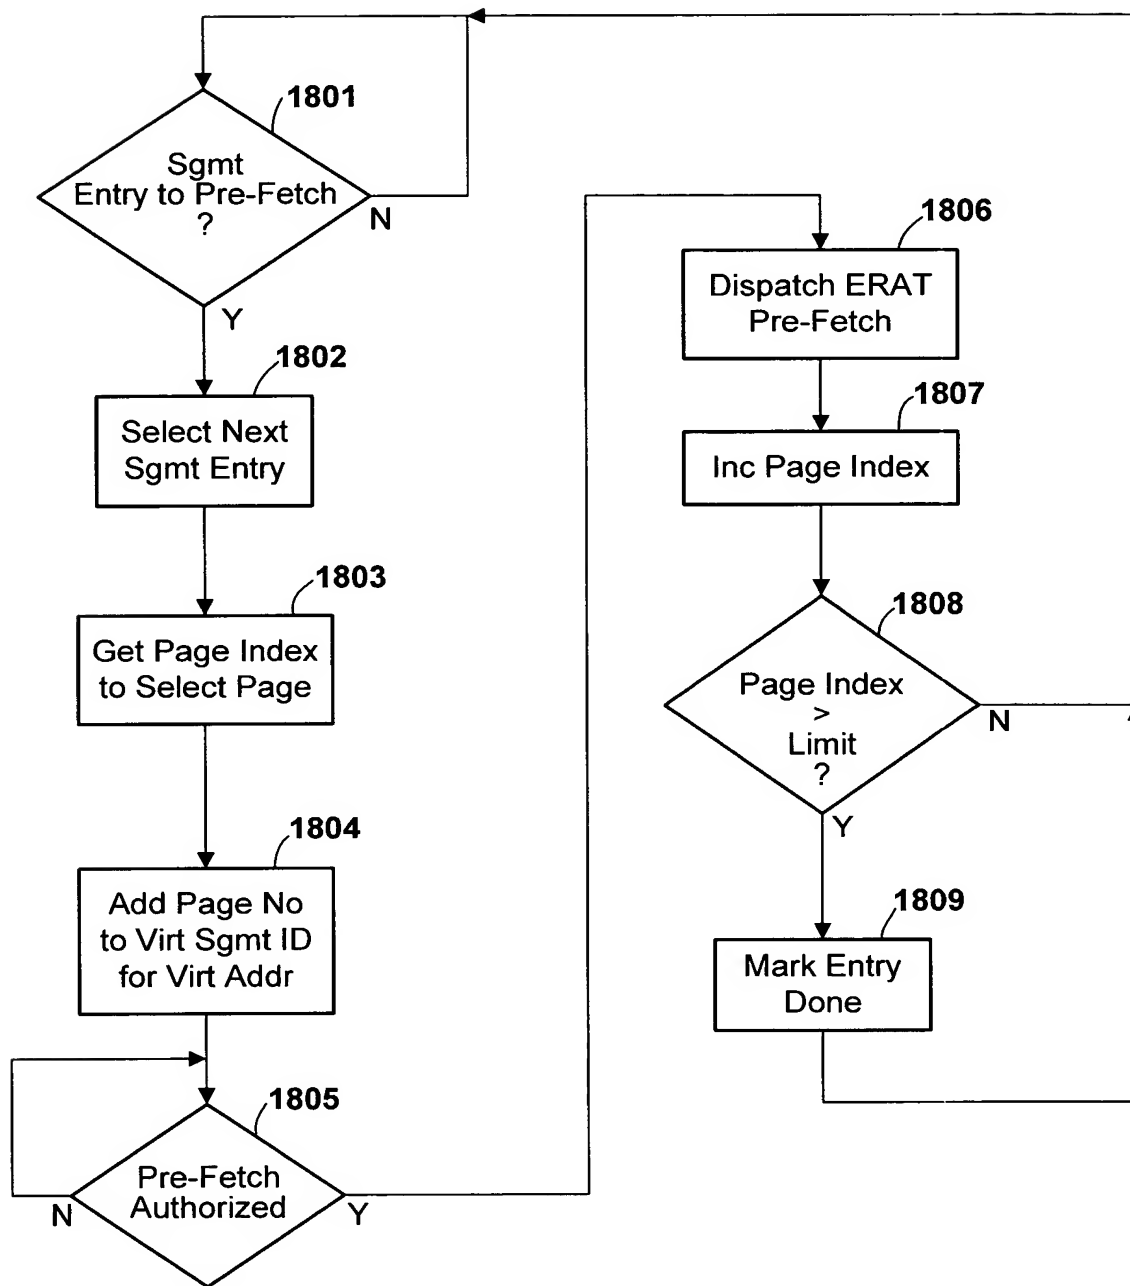 1801
Sgmt
Entry to Pre-Fetch
?
N
Y
1802
Select Next
Sgmt Entry
1803
Get Page Index
to Select Page
1804
Add Page No
to Virt Sgmt ID
for Virt Addr
1805
Pre-Fetch
Authorized
N
Y
1806
Dispatch ERAT
Pre-Fetch
1807
Inc Page Index
1808
Page Index
>
Limit
?
N
Y
1809
Mark Entry
Done